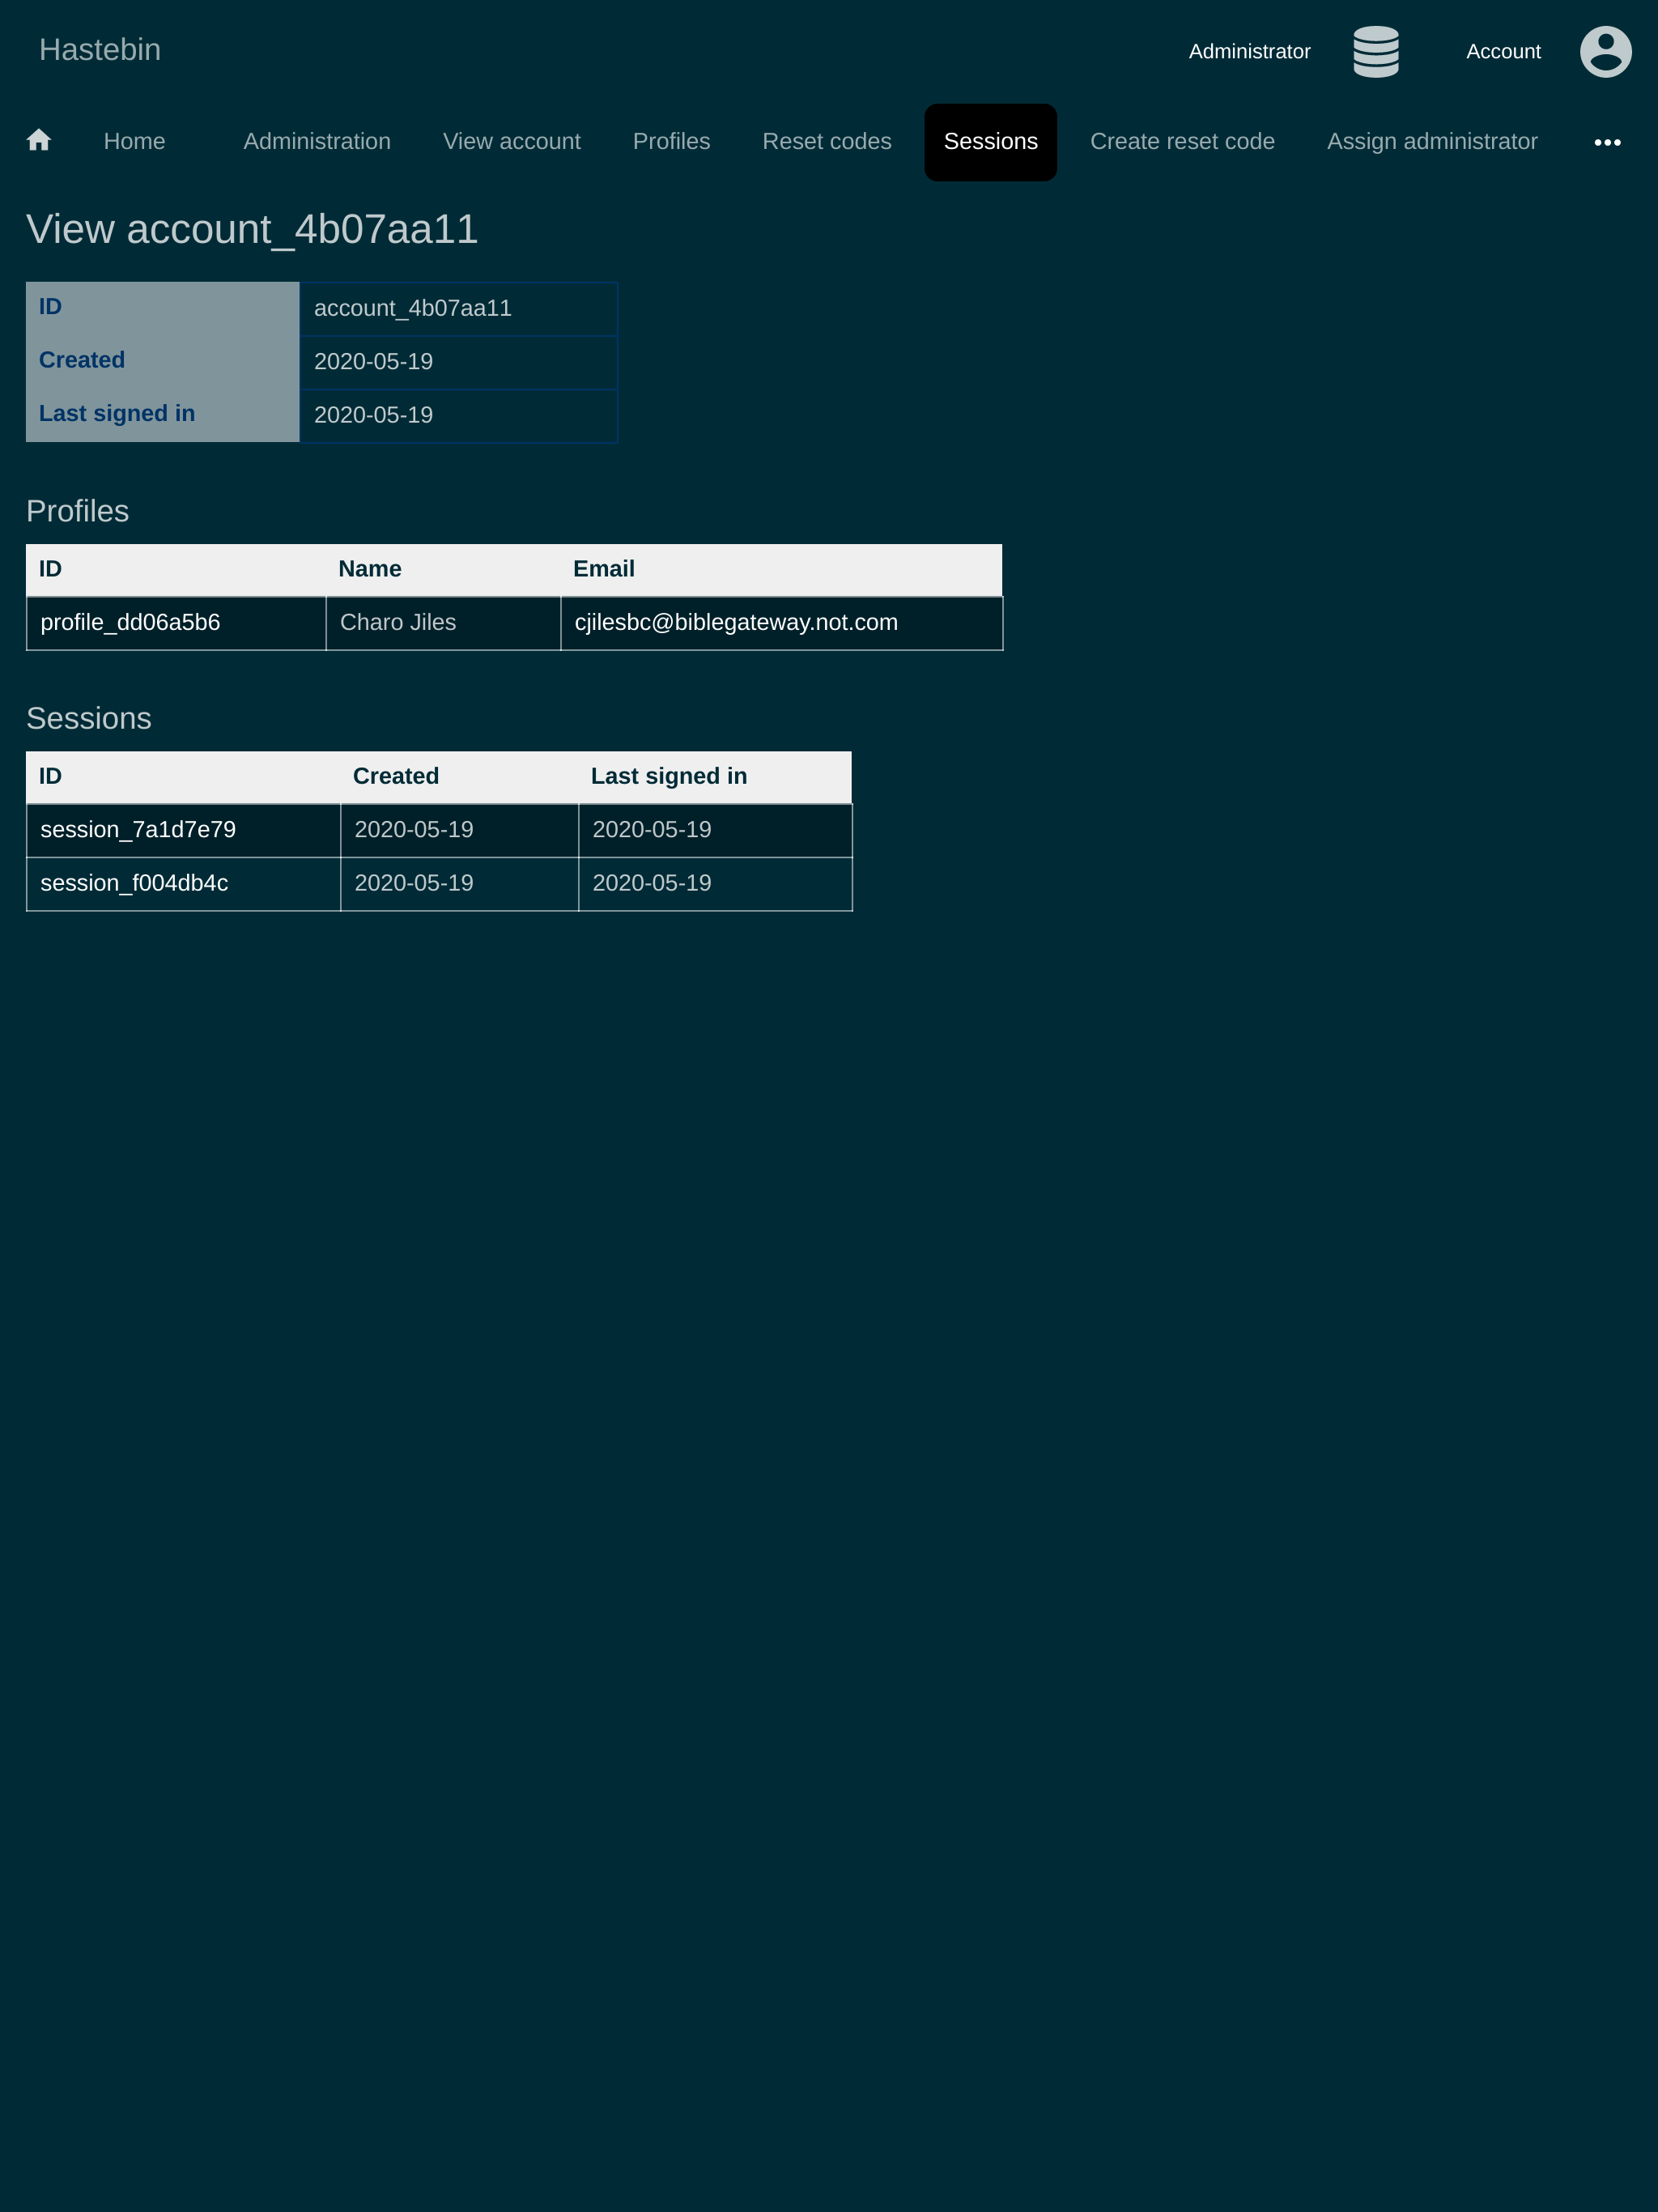 Hastebin
Administrator Account
Home Administration View account Profiles Reset codes Sessions Create reset code Assign administrator
View account_4b07aa11
ID account_4b07aa11
Created 2020-05-19
Last signed in 2020-05-19
Profiles
ID Name Email
profile_dd06a5b6 Charo Jiles cjilesbc@biblegateway.not.com
Sessions
ID Created Last signed in
session_7a1d7e79 2020-05-19 2020-05-19
session_f004db4c 2020-05-19 2020-05-19